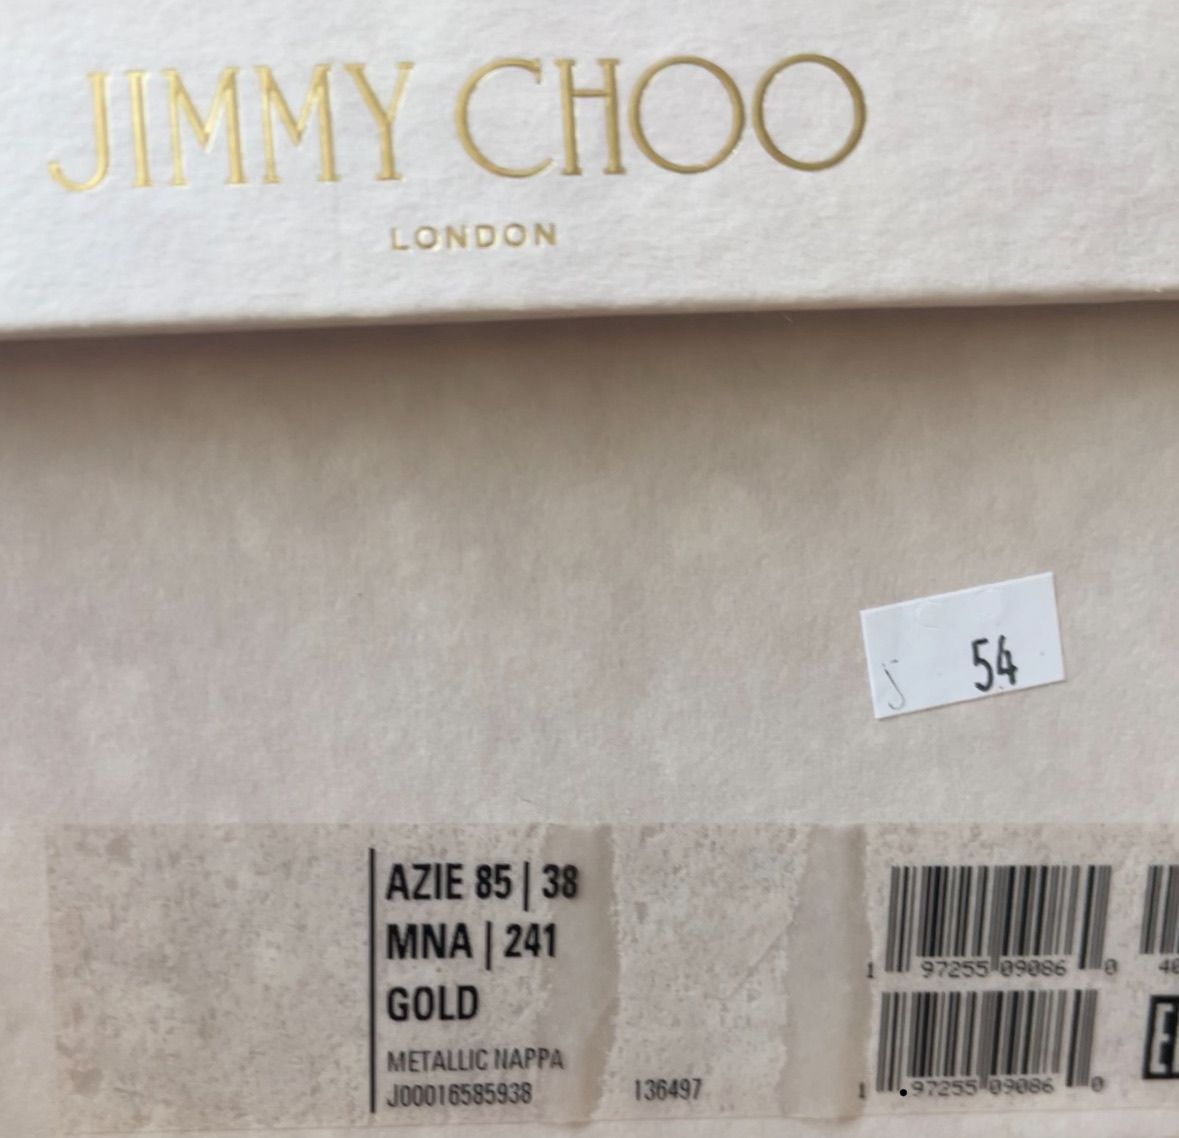 JIMMY CHOO
LONDON
j 54
AZIE 85 | 38
MNA | 241
GOLD
METALLIC NAPPA
J00016585938 136497
1 97255 09086 0
40
1 97255 09086 0